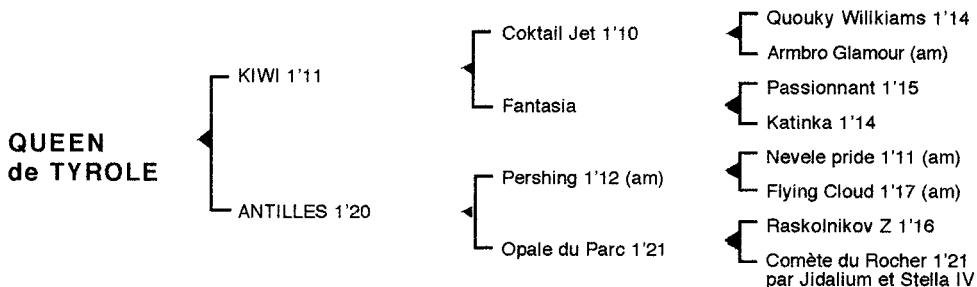 QUEEN
de TYROLE
KIWI 1'11
ANTILLES 1'20
Coktail Jet 1'10
Fantasia
Pershing 1'12 (am)
Opale du Parc 1'21
Quouky Willkiams 1'14
Armbro Glamour (am)
Passionnant 1'15
Katinka 1'14
Nevele pride 1'11 (am)
Flying Cloud 1'17 (am)
Raskolnikov Z 1'16
Comète du Rocher 1'21
par Jidalium et Stella IV